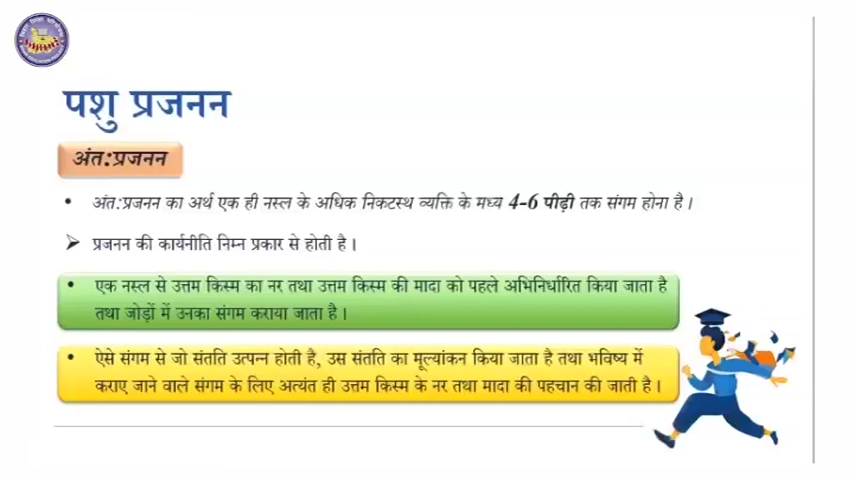 पशु प्रजनन
अंत:प्रजनन
• अंत:प्रजनन का अर्थ एक ही नस्ल के अधिक निकटस्थ व्यक्ति के मध्य 4-6 पीढ़ी तक संगम होना है।
➢ प्रजनन की कार्यनीति निम्न प्रकार से होती है।
• एक नस्ल से उत्तम किस्म का नर तथा उत्तम किस्म की मादा को पहले अभिनिर्धारित किया जाता है
तथा जोड़ों में उनका संगम कराया जाता है।
• ऐसे संगम से जो संतति उत्पन्न होती है, उस संतति का मूल्यांकन किया जाता है तथा भविष्य में
कराए जाने वाले संगम के लिए अत्यंत ही उत्तम किस्म के नर तथा मादा की पहचान की जाती है।